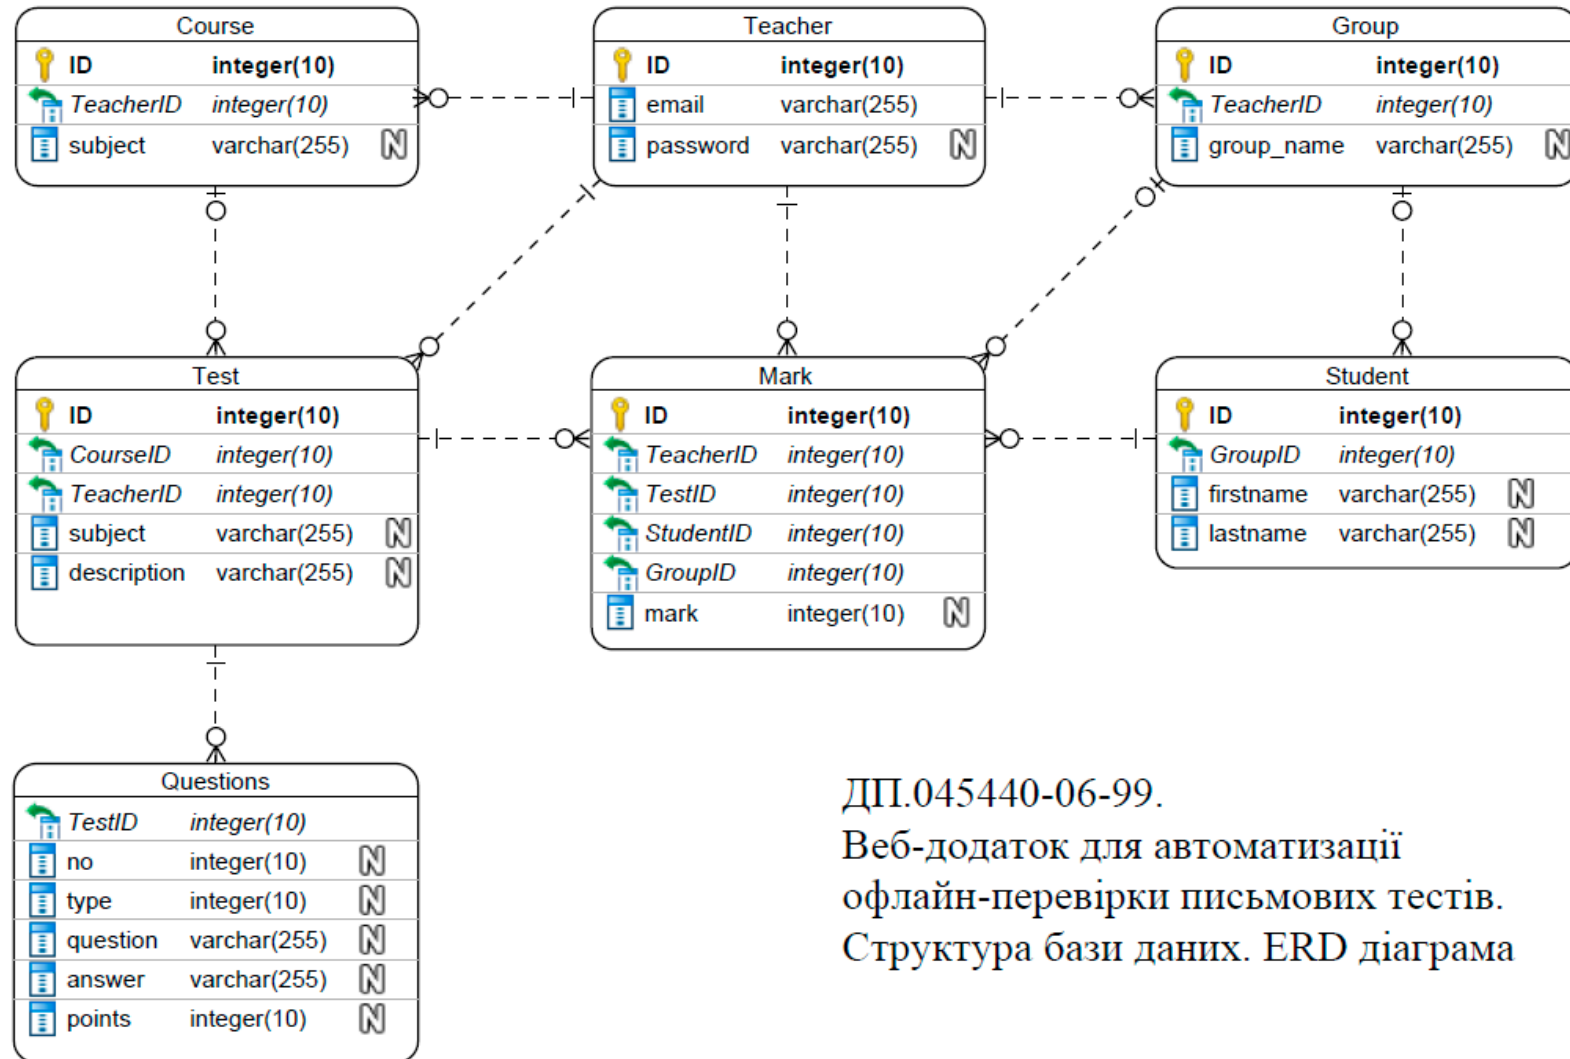 Course
ID integer(10)
TeacherID integer(10)
subject varchar(255) N
Teacher
ID integer(10)
email varchar(255)
password varchar(255) N
Group
ID integer(10)
TeacherID integer(10)
group_name varchar(255) N
Test
ID integer(10)
CourseID integer(10)
TeacherID integer(10)
subject varchar(255) N
description varchar(255) N
Mark
ID integer(10)
TeacherID integer(10)
TestID integer(10)
StudentID integer(10)
GroupID integer(10)
mark integer(10) N
Student
ID integer(10)
GroupID integer(10)
firstname varchar(255) N
lastname varchar(255) N
Questions
TestID integer(10)
no integer(10) N
type integer(10) N
question varchar(255) N
answer varchar(255) N
points integer(10) N
ДП.045440-06-99.
Веб-додаток для автоматизації
офлайн-перевірки письмових тестів.
Структура бази даних. ERD діаграма